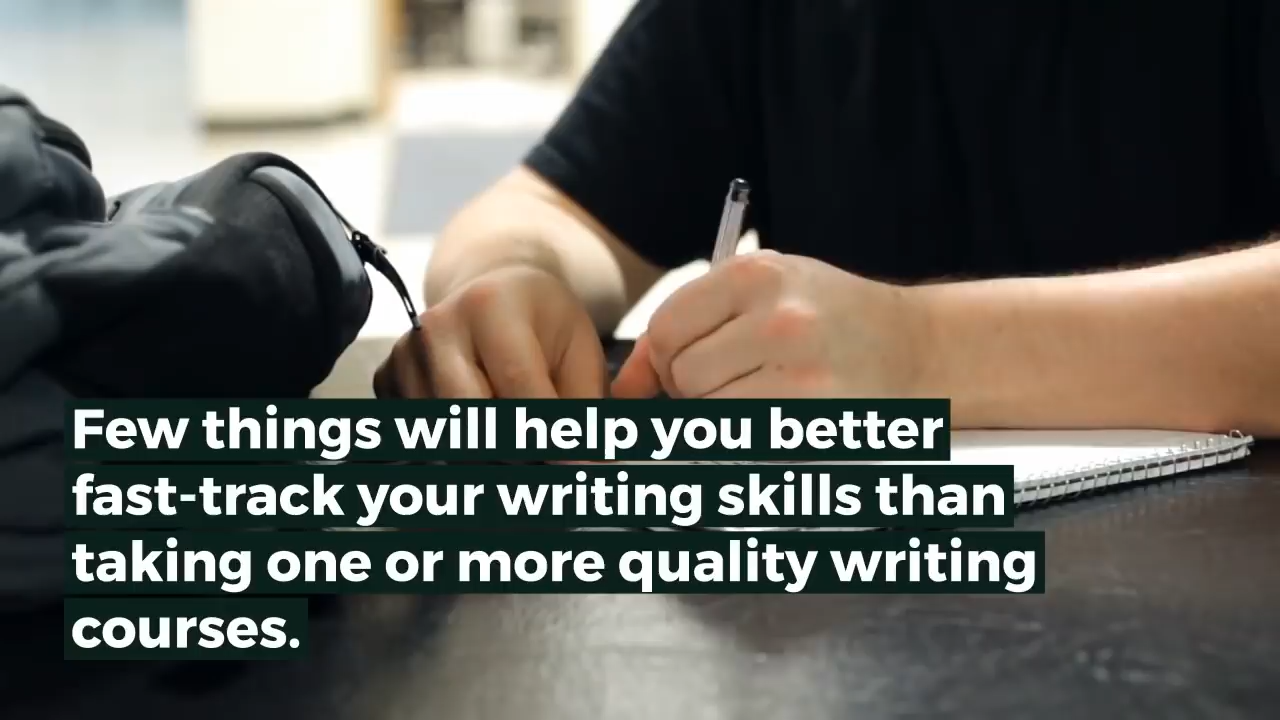 Few things will help you better
fast-track your writing skills than
taking one or more quality writing
courses.